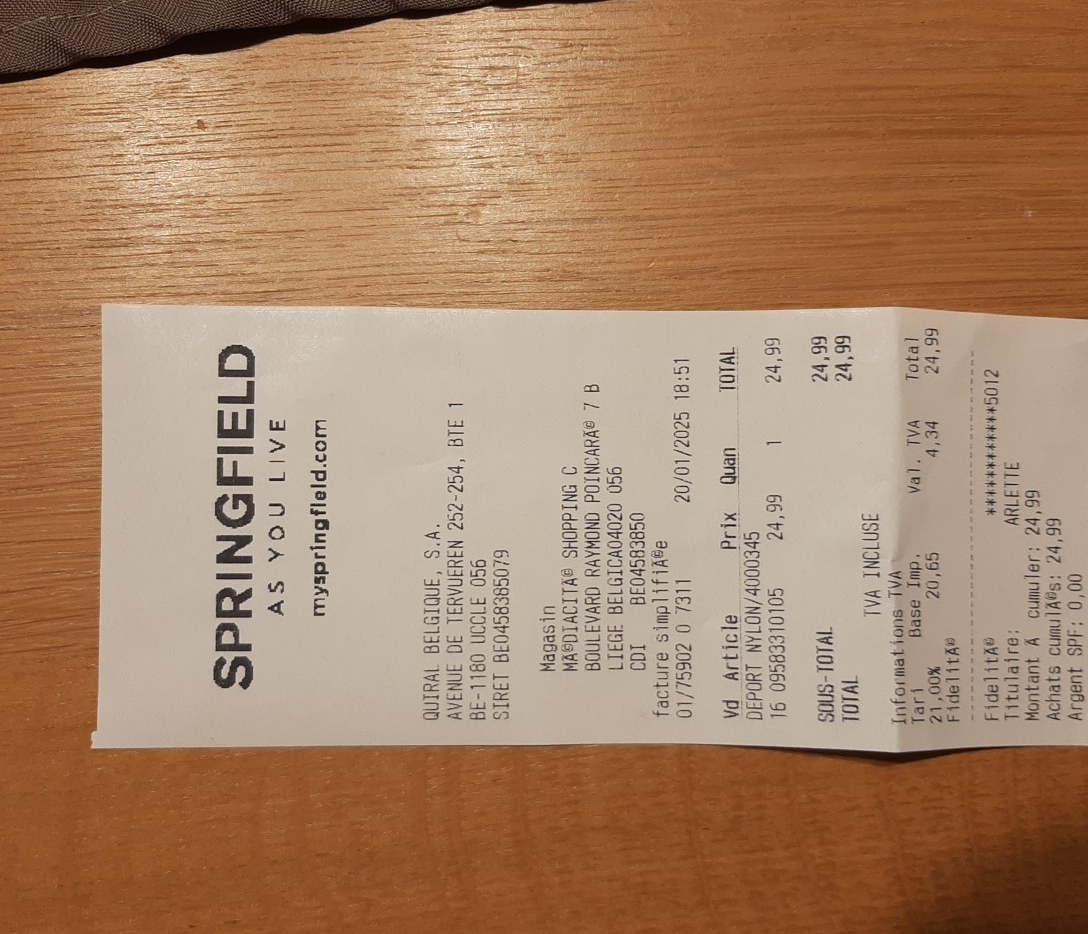 SPRINGFIELD
AS YOU LIVE
myspringfield.com
QUIRAL BELGIQUE, S.A.
AVENUE DE TERVUEREN 252-254, BTE 1
BE-1180 UCCLE 056
SIRET BE0458385079
Magasin
MÃ©DIACITÃ© SHOPPING C
BOULEVARD RAYMOND POINCARÃ© 7 B
LIEGE BELGICA04020 056
CDI BE04583850
facture simplifiÃ©e
01/75902 0 7311 20/01/2025 18:51
Vd Article Prix Quan TOTAL
DEPORT NYLON/4000345
16 09583310105 24,99 1 24,99
SOUS-TOTAL 24,99
TOTAL 24,99
TVA INCLUSE
Informations TVA
Tari Base Imp. Val. TVA Total
21,00% 20,65 4,34 24,99
FidelitÃ©
FidelitÃ© ************5012
Titulaire: ARLETTE
Montant Ã cumuler: 24,99
Achats cumulÃ©s: 24,99
Argent SPF: 0,00